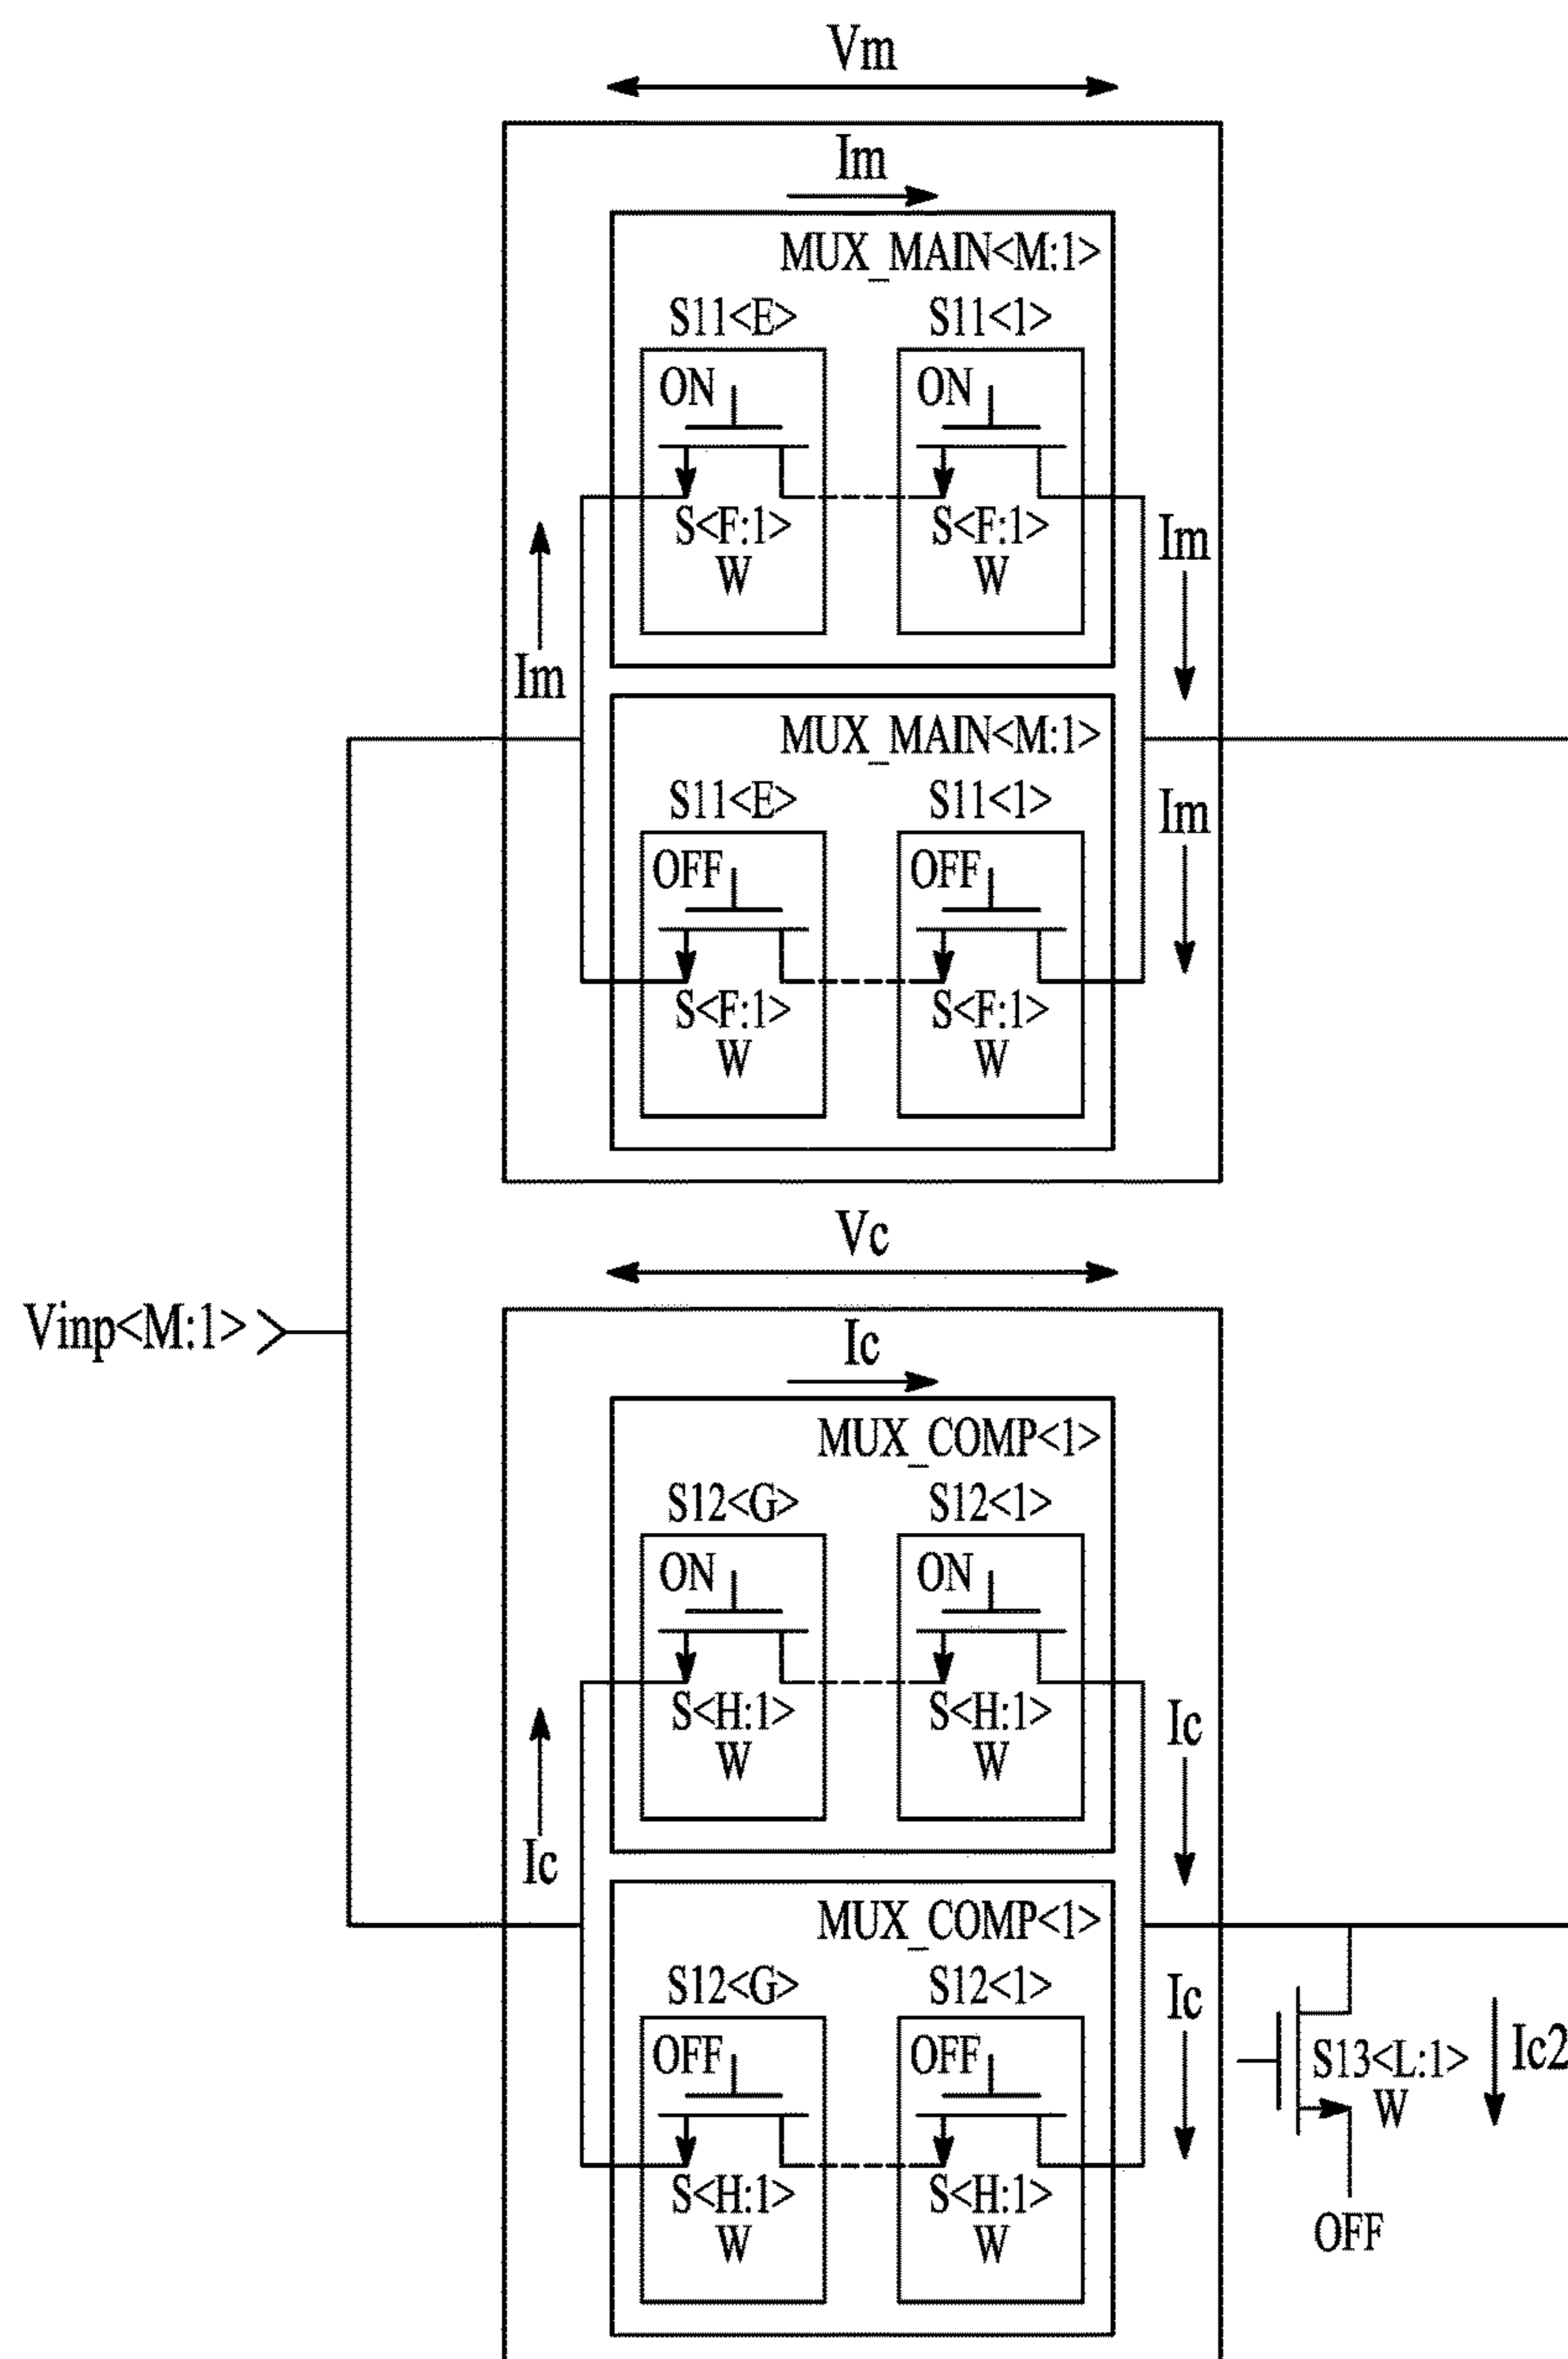 Vm
Im
MUX_MAIN<M:1>
S11<E> S11<1>
ON ON
S<F:1> S<F:1>
W W
Im
Im
MUX_MAIN<M:1>
S11<E> S11<1>
Im
OFF OFF
S<F:1> S<F:1>
W W
Vc
Vinp<M:1>
Ic
MUX_COMP<1>
S12<G> S12<1>
ON ON
S<H:1> S<H:1>
W W
Ic
Ic
MUX_COMP<1>
S12<G> S12<1>
Ic
OFF OFF
S13<L:1> Ic2
W
S<H:1> S<H:1>
W W
OFF